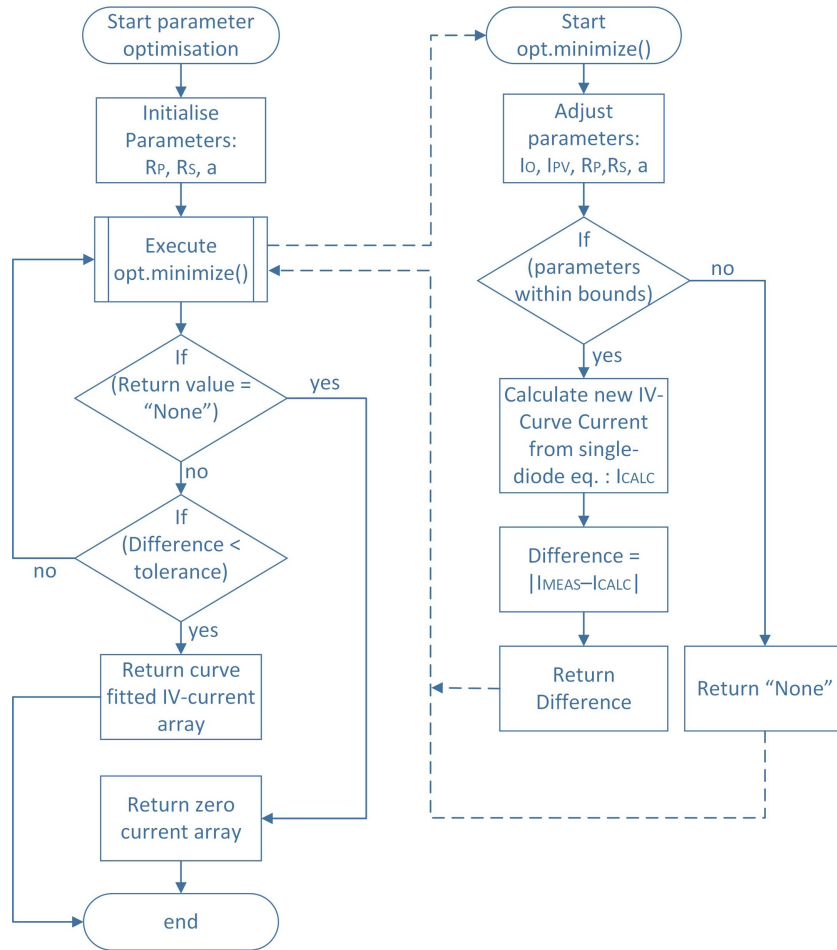 Start parameter
optimisation
Initialise
Parameters:
RP, RS, a
Execute
opt.minimize()
If
(Return value =
“None”)
yes
no
If
(Difference <
tolerance)
no
yes
Return curve
fitted IV-current
array
Return zero
current array
end
Start
opt.minimize()
Adjust
parameters:
IO, IPV, RP,RS, a
If
(parameters
within bounds)
no
yes
Calculate new IV-
Curve Current
from single-
diode eq. : ICALC
Difference =
|IMEAS–ICALC|
Return
Difference
Return “None”